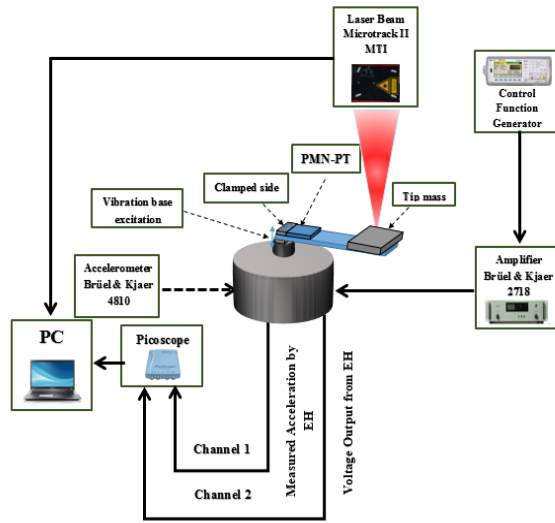 Laser Beam
Microtrack II
MTI
Control
Function
Generator
PMN-PT
Clamped side
Vibration base
excitation
Tip mass
Accelerometer
Brüel & Kjaer
4810
Amplifier
Brüel & Kjaer
2718
PC
Picoscope
Measured Acceleration by
EH
Voltage Output from EH
Channel 1
Channel 2